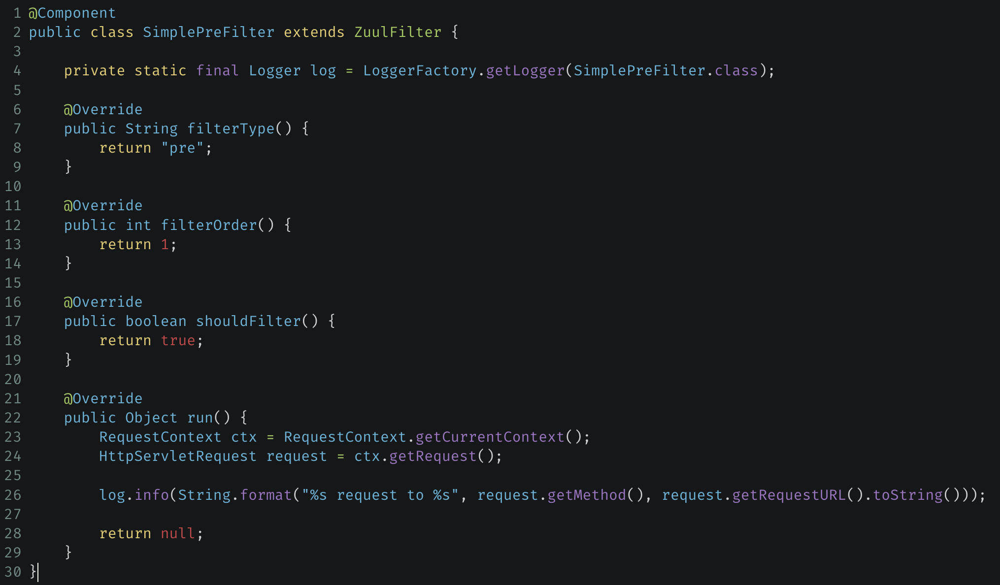 1 @Component
2 public class SimplePreFilter extends ZuulFilter {
3
4     private static final Logger log = LoggerFactory.getLogger(SimplePreFilter.class);
5
6     @Override
7     public String filterType() {
8         return "pre";
9     }
10
11     @Override
12     public int filterOrder() {
13         return 1;
14     }
15
16     @Override
17     public boolean shouldFilter() {
18         return true;
19     }
20
21     @Override
22     public Object run() {
23         RequestContext ctx = RequestContext.getCurrentContext();
24         HttpServletRequest request = ctx.getRequest();
25
26         log.info(String.format("%s request to %s", request.getMethod(), request.getRequestURL().toString()));
27
28         return null;
29     }
30 }